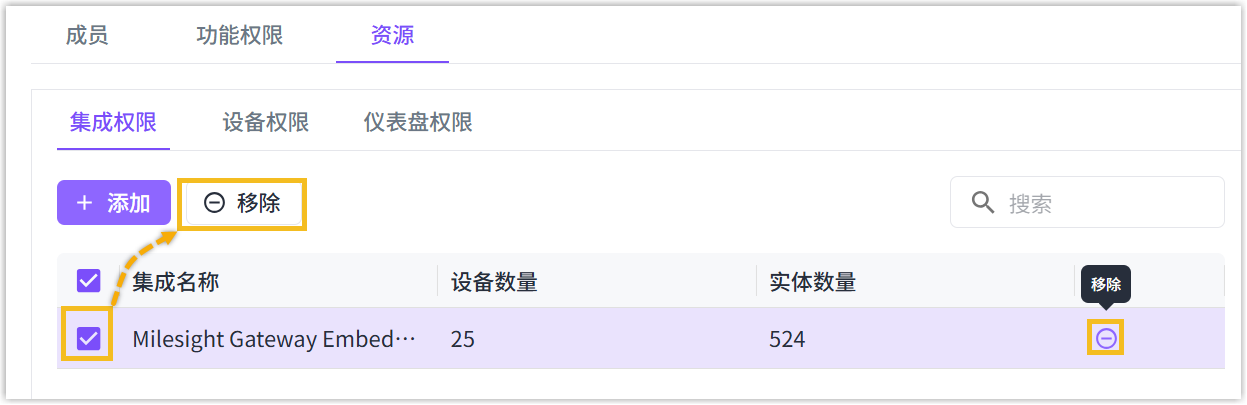 成员 功能权限 资源
集成权限 设备权限 仪表盘权限
+ 添加 移除 搜索
集成名称 设备数量 实体数量 移除
Milesight Gateway Embed… 25 524